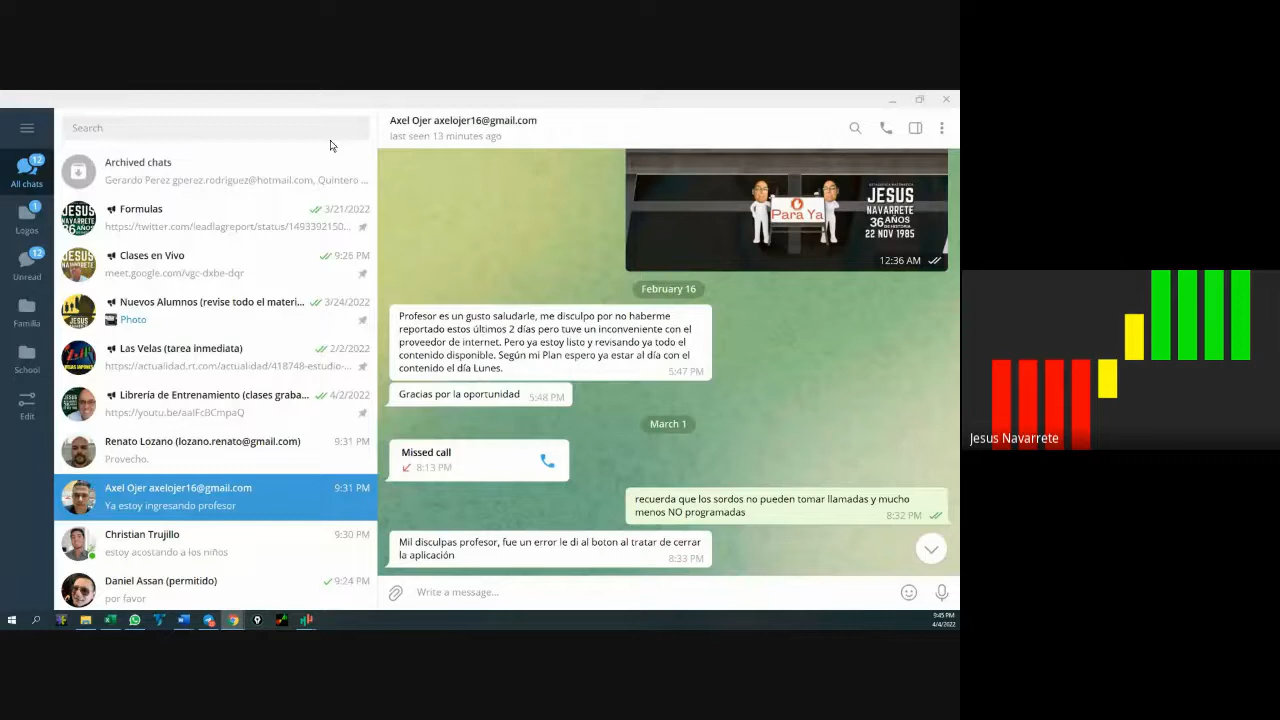 Search
Archived chats
Gerardo Perez gperez.rodriguez@hotmail.com, Quintero ...
All chats
12
Formulas
3/21/2022
https://twitter.com/leadlagreport/status/1493392150...
Logos
1
Clases en Vivo
9:26 PM
meet.google.com/vgc-dxbe-dqr
Unread
12
Nuevos Alumnos (revise todo el materi...
3/24/2022
Photo
Familia
Las Velas (tarea inmediata)
2/2/2022
https://actualidad.rt.com/actualidad/418748-estudio-...
School
Librería de Entrenamiento (clases graba...
4/2/2022
https://youtu.be/aaIFcBCmpaQ
Edit
Renato Lozano (lozano.renato@gmail.com)
9:31 PM
Provecho.
Axel Ojer axelojer16@gmail.com
9:31 PM
Ya estoy ingresando profesor
Christian Trujillo
9:30 PM
estoy acostando a los niños
Daniel Assan (permitido)
9:24 PM
por favor
Axel Ojer axelojer16@gmail.com
last seen 13 minutes ago
Para Ya
JESUS
NAVARRETE
36 AÑOS
DE HISTORIA
22 NOV 1985
12:36 AM
February 16
Profesor es un gusto saludarle, me disculpo por no haberme
reportado estos últimos 2 días pero tuve un inconveniente con el
proveedor de internet. Pero ya estoy listo y revisando ya todo el
contenido disponible. Según mi Plan espero ya estar al día con el
contenido el día Lunes.
5:47 PM
Gracias por la oportunidad
5:48 PM
March 1
Missed call
8:13 PM
recuerda que los sordos no pueden tomar llamadas y mucho
menos NO programadas
8:32 PM
Mil disculpas profesor, fue un error le di al boton al tratar de cerrar
la aplicación
8:33 PM
Write a message...
9:45 PM
4/4/2022
Jesus Navarrete